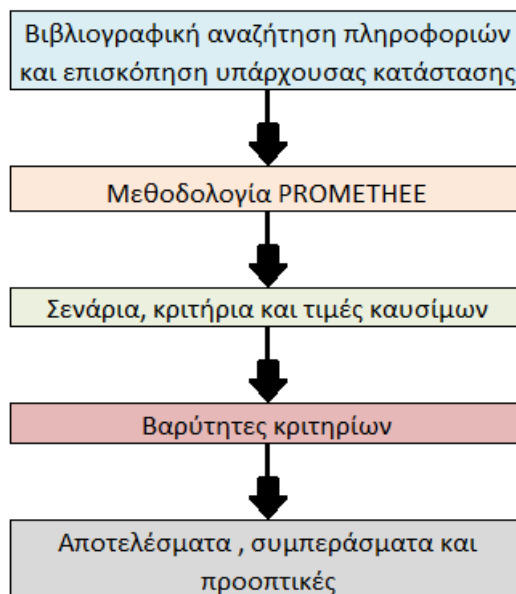 Βιβλιογραφική αναζήτηση πληροφοριών
και επισκόπηση υπάρχουσας κατάστασης
Μεθοδολογία PROMETHEE
Σενάρια, κριτήρια και τιμές καυσίμων
Βαρύτητες κριτηρίων
Αποτελέσματα , συμπεράσματα και
προοπτικές